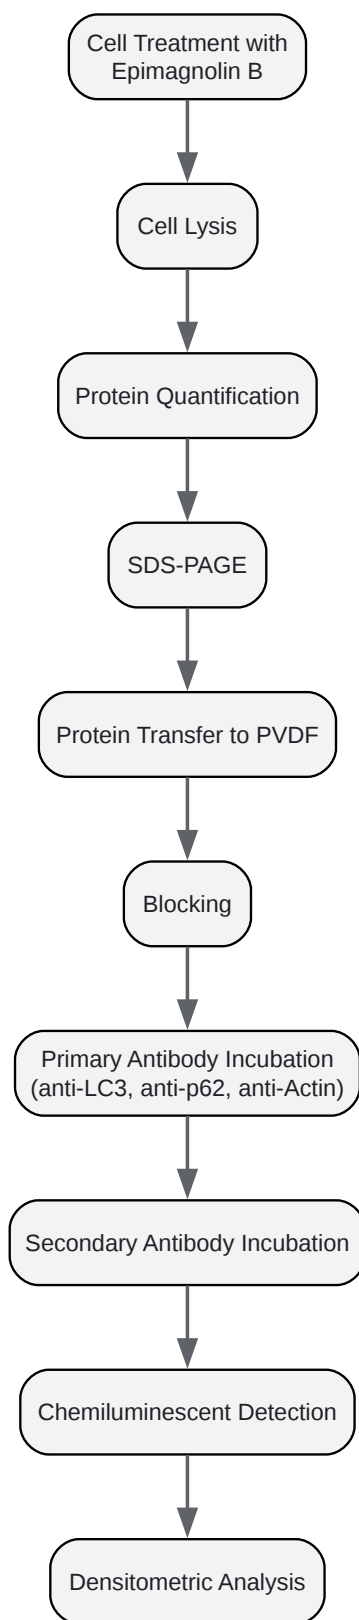 Cell Treatment with
Epimagnolin B
Cell Lysis
Protein Quantification
SDS-PAGE
Protein Transfer to PVDF
Blocking
Primary Antibody Incubation
(anti-LC3, anti-p62, anti-Actin)
Secondary Antibody Incubation
Chemiluminescent Detection
Densitometric Analysis